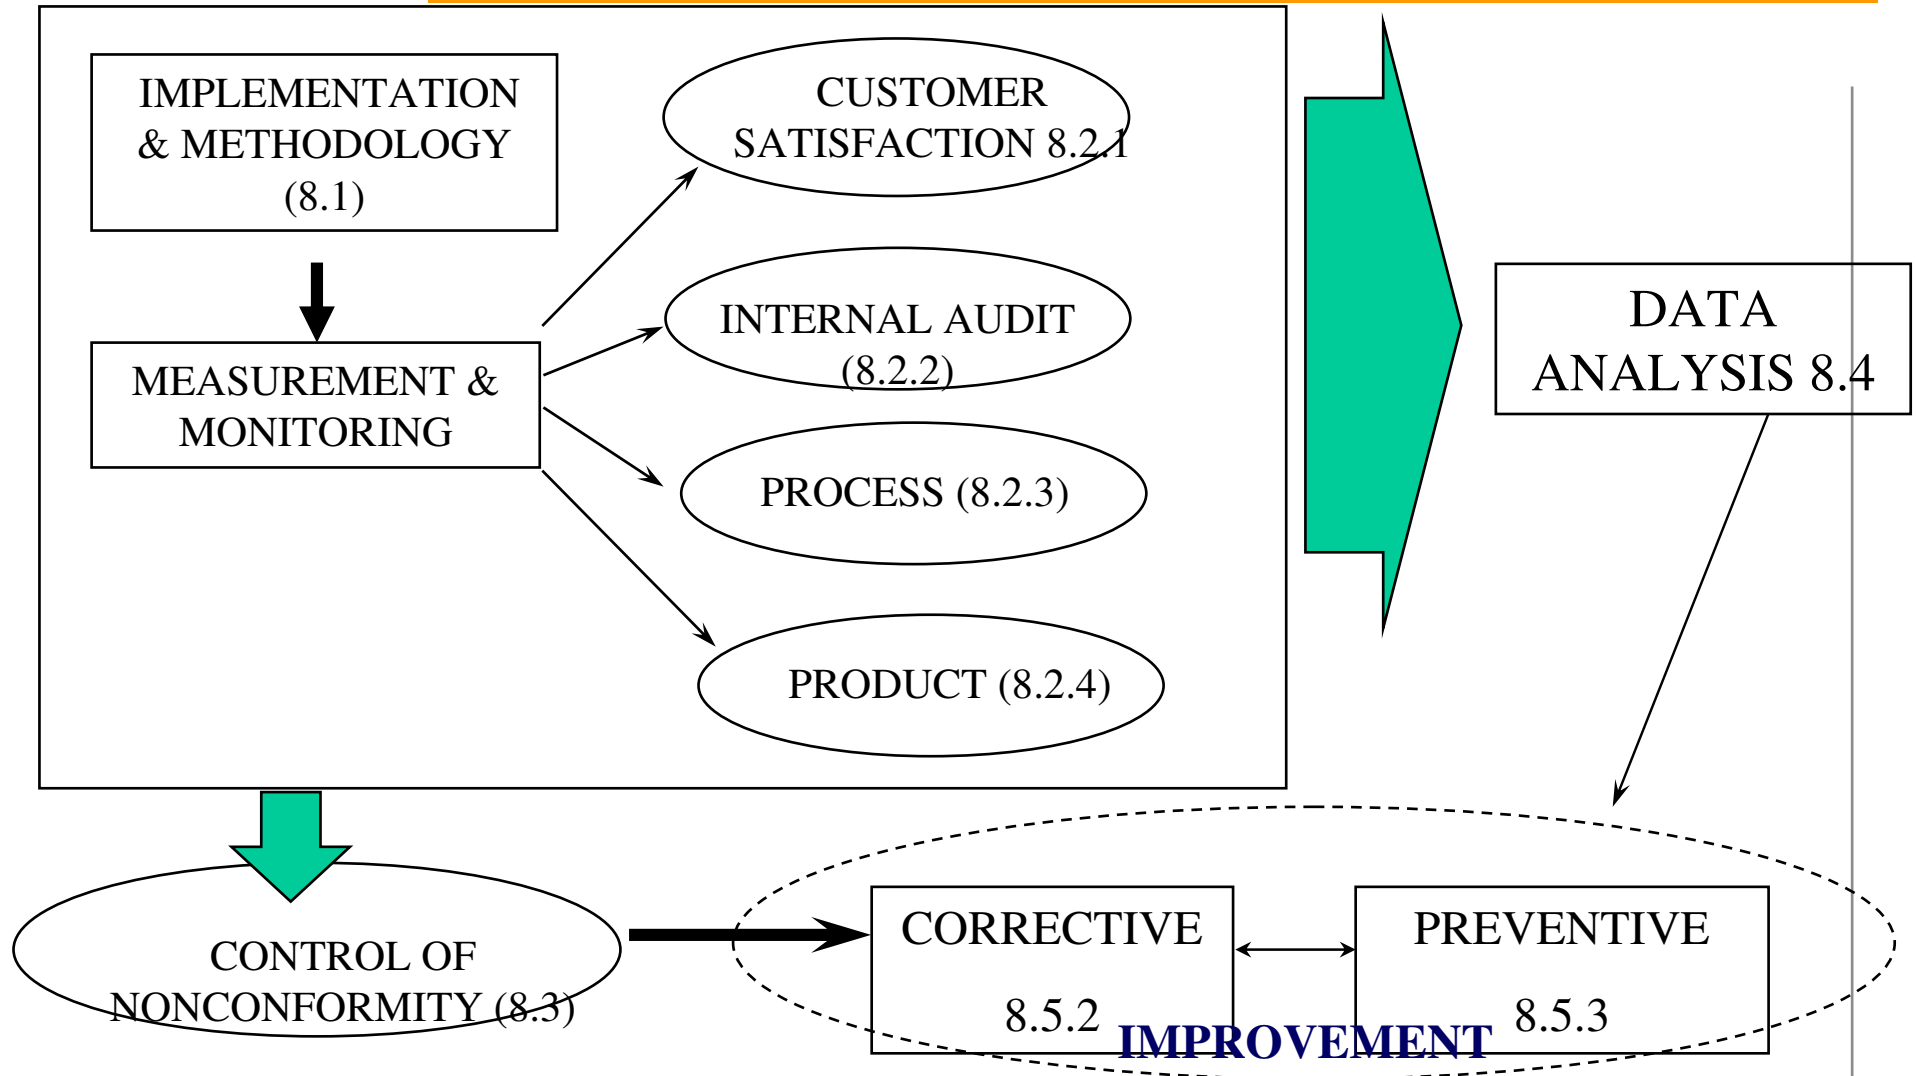 IMPLEMENTATION
& METHODOLOGY
(8.1)
CUSTOMER
SATISFACTION 8.2.1
INTERNAL AUDIT
(8.2.2)
MEASUREMENT &
MONITORING
PROCESS (8.2.3)
PRODUCT (8.2.4)
DATA
ANALYSIS 8.4
CONTROL OF
NONCONFORMITY (8.3)
CORRECTIVE
8.5.2
PREVENTIVE
8.5.3
IMPROVEMENT